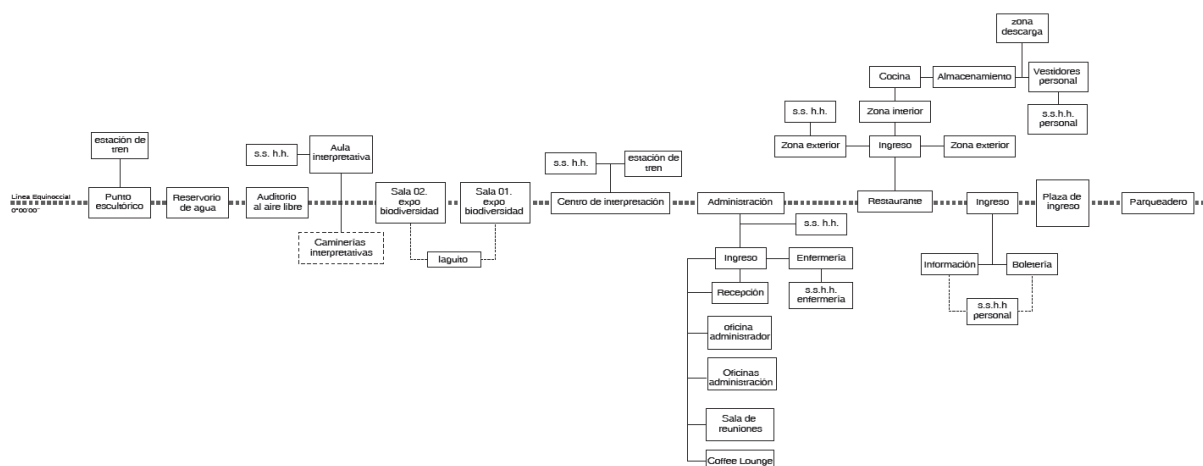 zona
descarga
Cocina
Almacenamiento
Vestidores
personal
s.s. h.h.
Zona interior
s.s.h.h.
personal
estación de
tren
s.s. h.h.
Aula
interpretativa
s.s. h.h.
estación de
tren
Zona exterior
Ingreso
Zona exterior
Línea Equinoccial
0°00'00"
Punto
escultórico
Reservorio
de agua
Auditorio
al aire libre
Sala 02.
expo
biodiversidad
Sala 01.
expo
biodiversidad
Centro de interpretación
Administración
Restaurante
Ingreso
Plaza de
ingreso
Parqueadero
s.s. h.h.
Caminerías
interpretativas
laguito
Ingreso
Enfermería
Información
Boletería
Recepción
s.s.h.h.
enfermería
s.s.h.h
personal
oficina
administrador
Oficinas
administración
Sala de
reuniones
Coffee Lounge